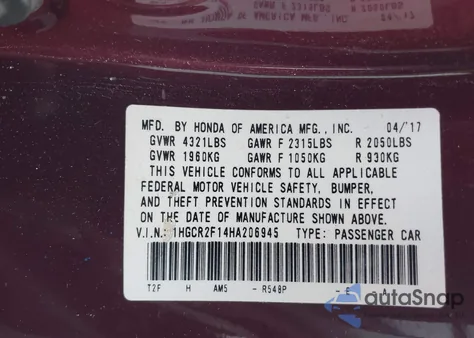 MFD. BY HONDA OF AMERICA MFG., INC. 04/17
GVWR 4321LBS GAWR F 2315LBS R 2050LBS
GVWR 1960KG GAWR F 1050KG R 930KG
THIS VEHICLE CONFORMS TO ALL APPLICABLE
FEDERAL MOTOR VEHICLE SAFETY, BUMPER,
AND THEFT PREVENTION STANDARDS IN EFFECT
ON THE DATE OF MANUFACTURE SHOWN ABOVE.
V.I.N.: 1HGCR2F14HA206945 TYPE: PASSENGER CAR
T2F H AM5 - R548P - E - A
autoSnap